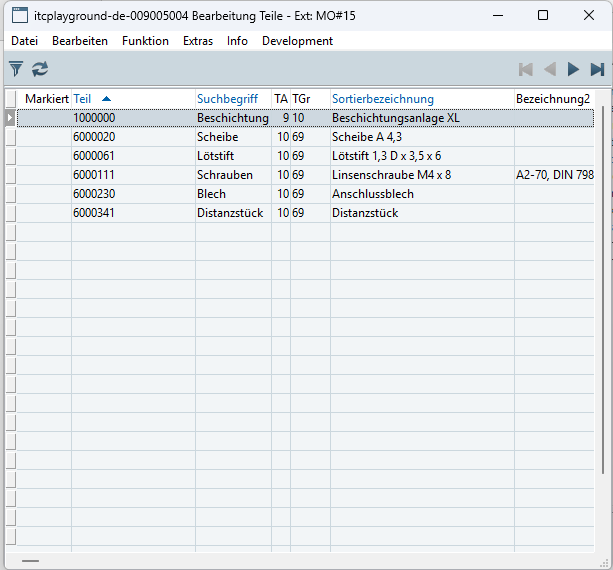 itcplayground-de-009005004 Bearbeitung Teile - Ext: MO#15
Datei Bearbeiten Funktion Extras Info Development
Markiert Teil Suchbegriff TA TGr Sortierbezeichnung Bezeichnung2
1000000 Beschichtung 9 10 Beschichtungsanlage XL
6000020 Scheibe 10 69 Scheibe A 4,3
6000061 Lötstift 10 69 Lötstift 1,3 D x 3,5 x 6
6000111 Schrauben 10 69 Linsenschraube M4 x 8 A2-70, DIN 798
6000230 Blech 10 69 Anschlussblech
6000341 Distanzstück 10 69 Distanzstück